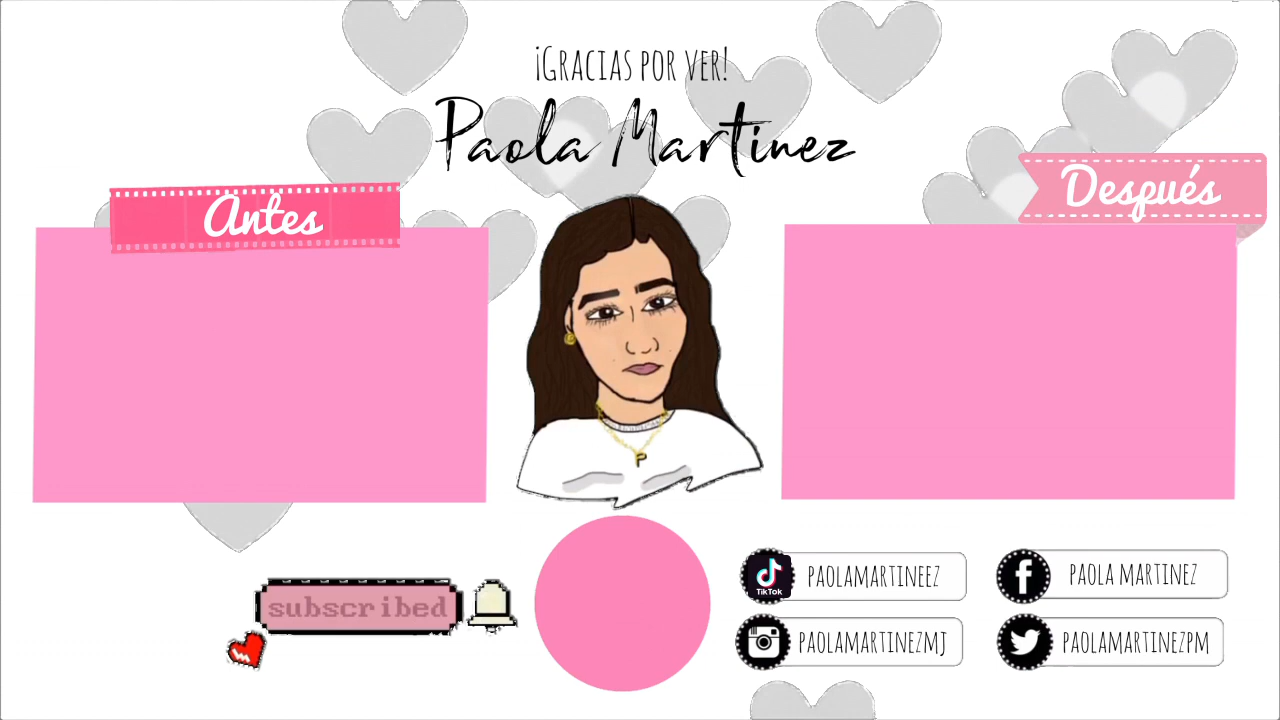 ¡GRACIAS POR VER!
Paola Martinez
Antes
Después
P
subscribed
TikTok
PAOLAMARTINEEZ
PAOLA MARTINEZ
PAOLAMARTINEZMJ
PAOLAMARTINEZPM